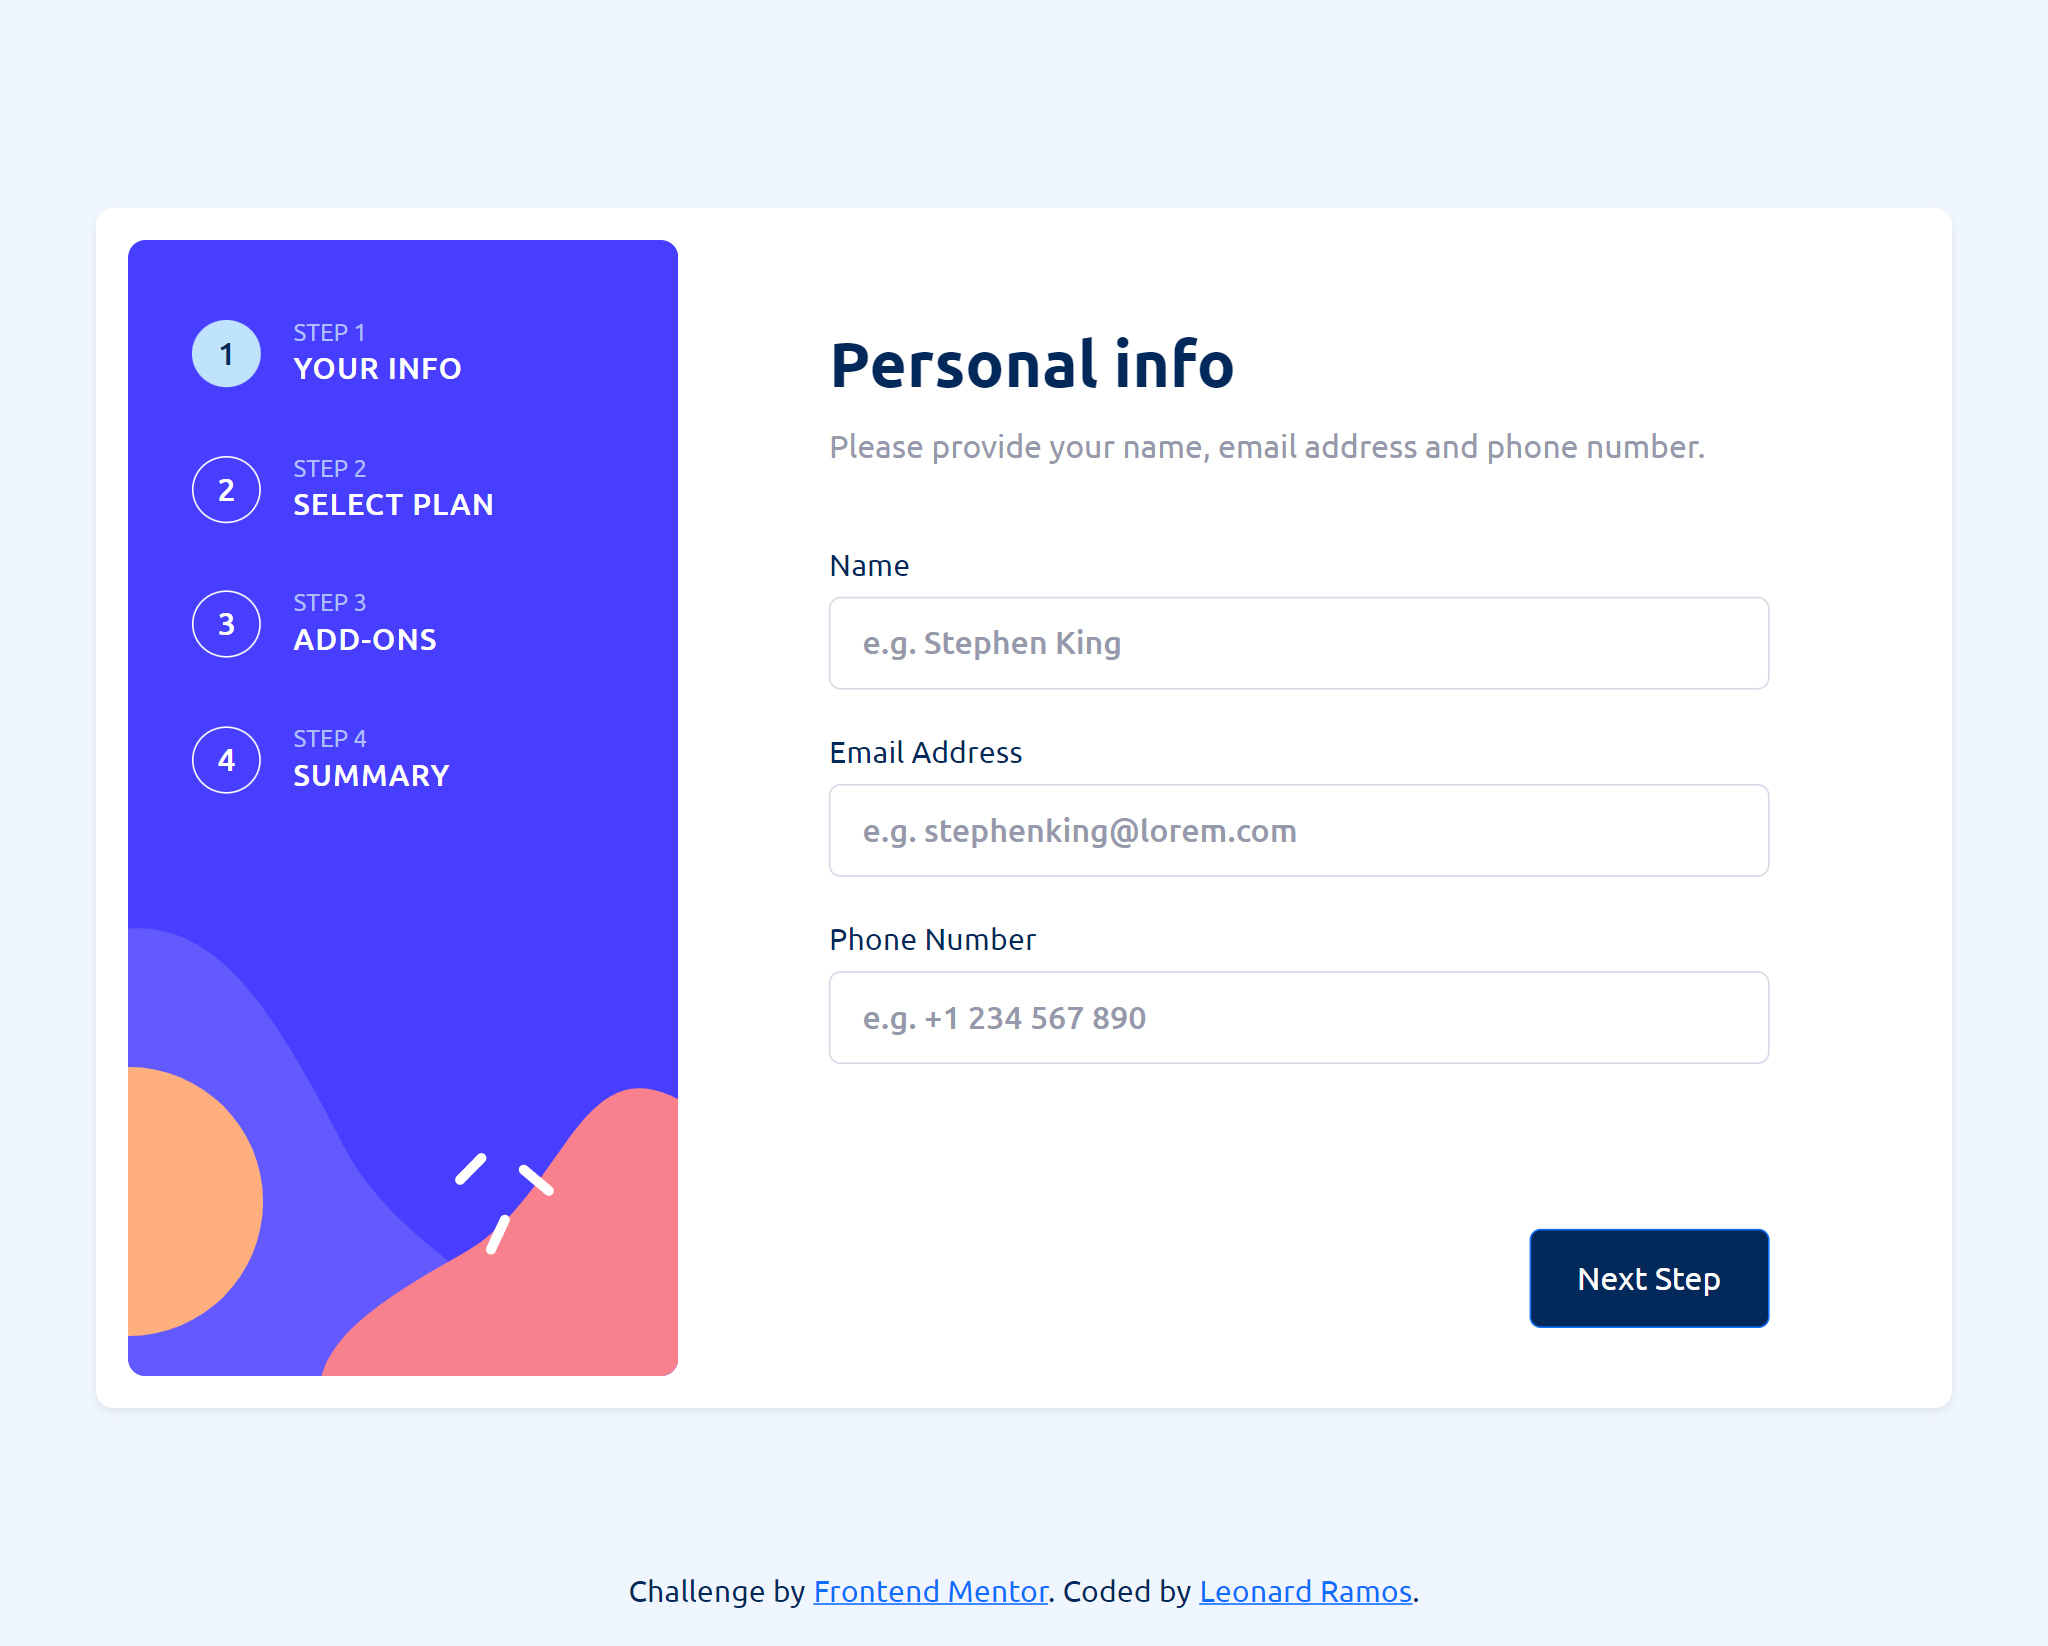 1
STEP 1
YOUR INFO
2
STEP 2
SELECT PLAN
3
STEP 3
ADD-ONS
4
STEP 4
SUMMARY
Personal info
Please provide your name, email address and phone number.
Name
e.g. Stephen King
Email Address
e.g. stephenking@lorem.com
Phone Number
e.g. +1 234 567 890
Next Step
Challenge by Frontend Mentor. Coded by Leonard Ramos.